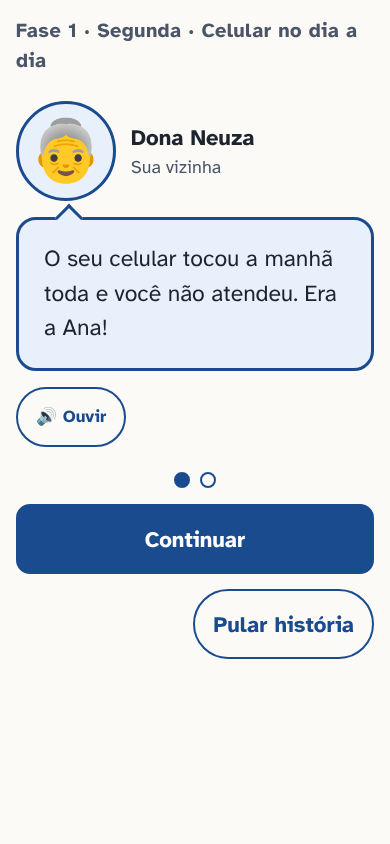 Fase 1 · Segunda · Celular no dia a
dia
Dona Neuza
Sua vizinha
O seu celular tocou a manhã
toda e você não atendeu. Era
a Ana!
🔊 Ouvir
Continuar
Pular história